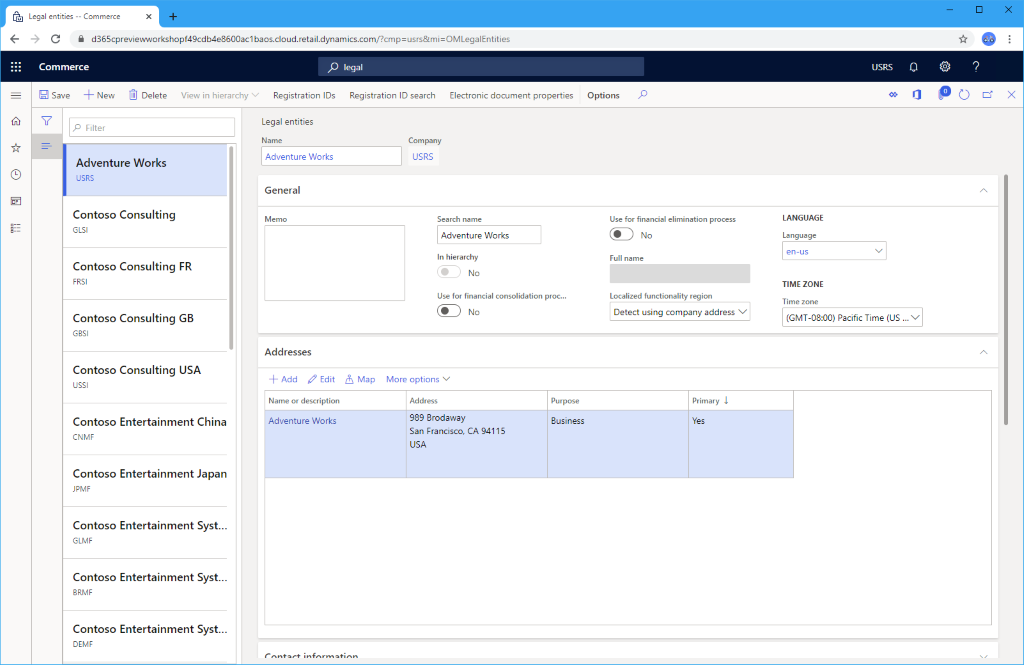 Legal entities -- Commerce
d365cpreviewworkshopf49cdb4e8600ac1baos.cloud.retail.dynamics.com/?cmp=usrs&mi=OMLegalEntities
Commerce
legal
USRS
?
Save
New
Delete
View in hierarchy
Registration IDs
Registration ID search
Electronic document properties
Options
0
Filter
Adventure Works
USRS
Contoso Consulting
GLSI
Contoso Consulting FR
FRSI
Contoso Consulting GB
GBSI
Contoso Consulting USA
USSI
Contoso Entertainment China
CNMF
Contoso Entertainment Japan
JPMF
Contoso Entertainment Syst...
GLMF
Contoso Entertainment Syst...
BRMF
Contoso Entertainment Syst...
DEMF
Legal entities
Name
Company
Adventure Works
USRS
General
Memo
Search name
Adventure Works
In hierarchy
No
Use for financial consolidation proc...
No
Use for financial elimination process
No
Full name
Localized functionality region
Detect using company address
LANGUAGE
Language
en-us
TIME ZONE
Time zone
(GMT-08:00) Pacific Time (US ...
Addresses
Add
Edit
Map
More options
Name or description
Address
Purpose
Primary
Adventure Works
989 Brodaway
San Francisco, CA 94115
USA
Business
Yes
Contact information